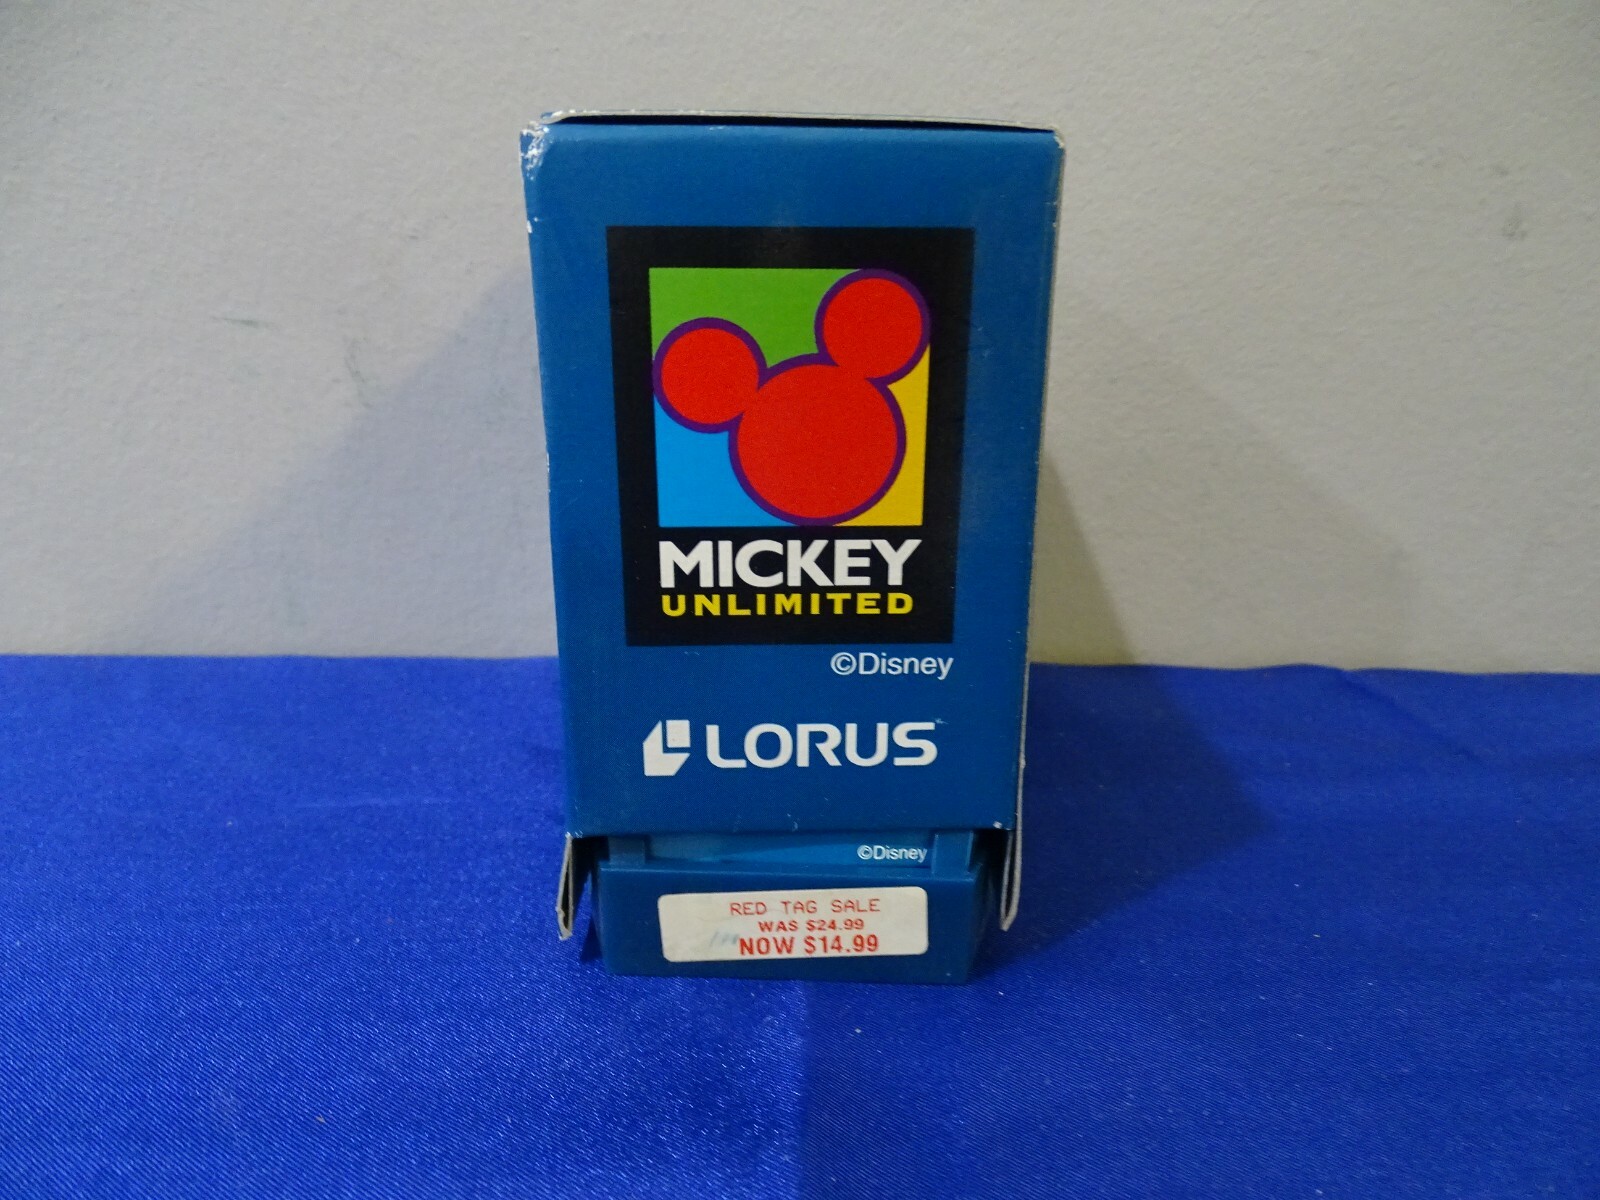 MICKEY
UNLIMITED
©Disney
LORUS
©Disney
RED TAG SALE
WAS $24.99
NOW $14.99